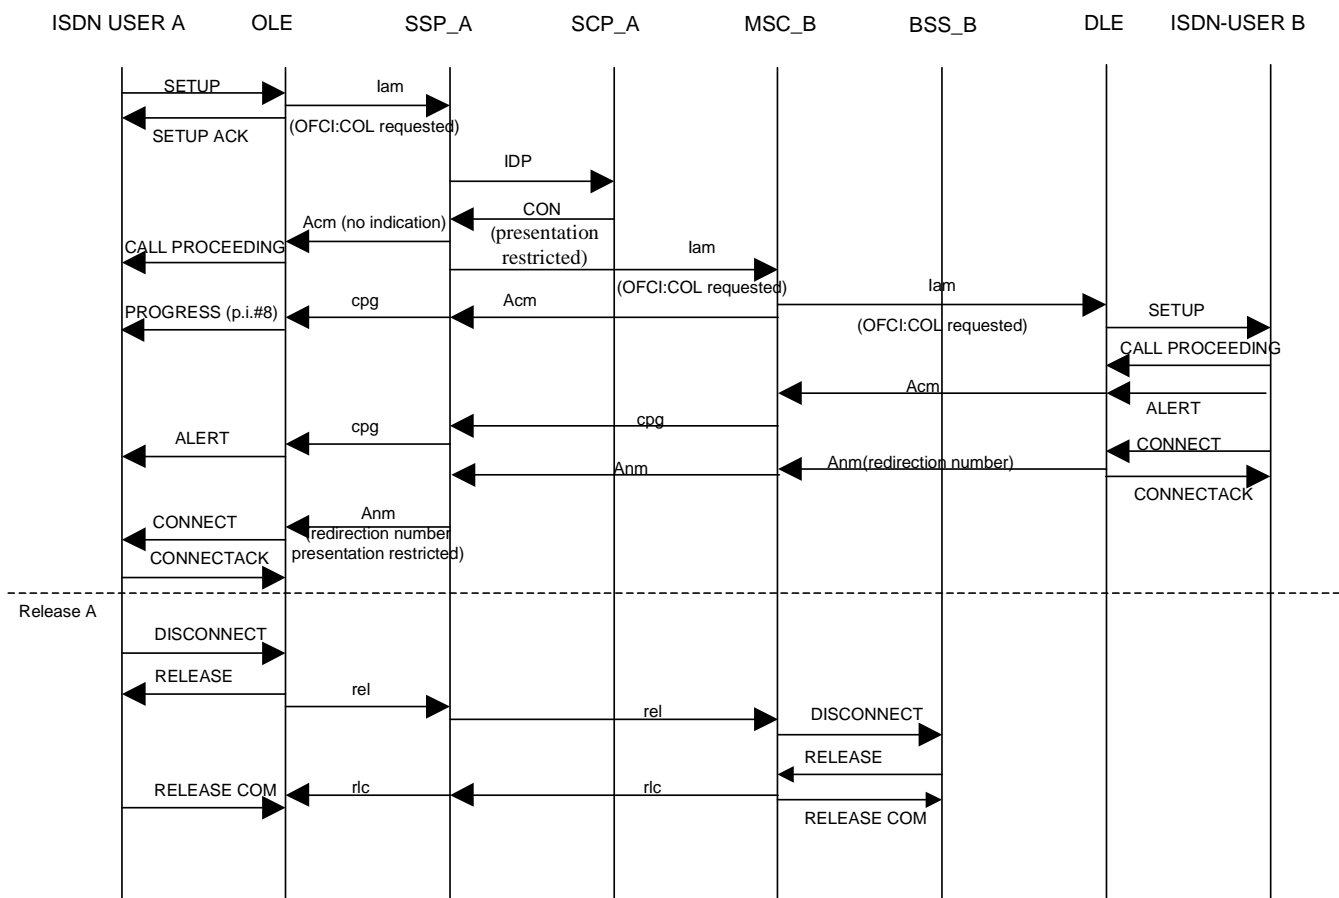 ISDN USER A OLE SSP_A SCP_A MSC_B BSS_B DLE ISDN-USER B
SETUP Iam
SETUP ACK (OFCI:COL requested)
IDP
Acm (no indication) CON
CALL PROCEEDING (presentation
restricted) Iam
(OFCI:COL requested) Iam
PROGRESS (p.i.#8) cpg Acm (OFCI:COL requested) SETUP
CALL PROCEEDING
Acm ALERT
ALERT cpg cpg CONNECT
Anm Anm(redirection number)
CONNECTACK
CONNECT Anm
(redirection number
presentation restricted)
CONNECTACK
Release A
DISCONNECT
RELEASE rel rel DISCONNECT
RELEASE
RELEASE COM rlc rlc
RELEASE COM